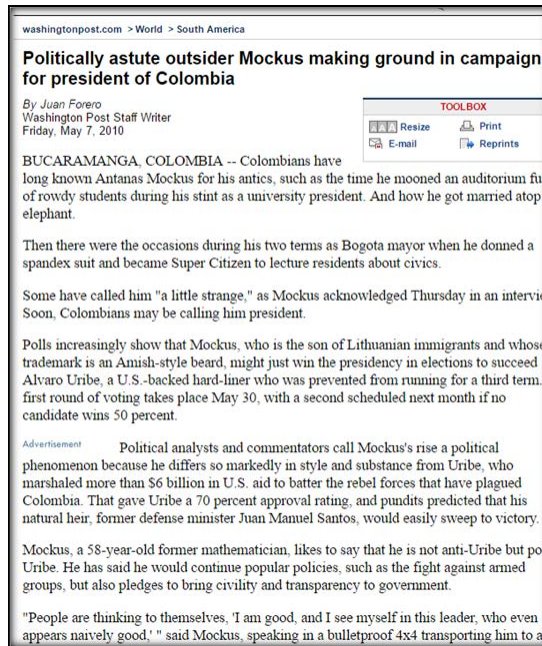 washingtonpost.com > World > South America
Politically astute outsider Mockus making ground in campaign
for president of Colombia
By Juan Forero
Washington Post Staff Writer
Friday, May 7, 2010
TOOLBOX
AAA Resize Print
E-mail Reprints
BUCARAMANGA, COLOMBIA -- Colombians have
long known Antanas Mockus for his antics, such as the time he mooned an auditorium fu
of rowdy students during his stint as a university president. And how he got married atop
elephant.
Then there were the occasions during his two terms as Bogota mayor when he donned a
spandex suit and became Super Citizen to lecture residents about civics.
Some have called him "a little strange," as Mockus acknowledged Thursday in an intervie
Soon, Colombians may be calling him president.
Polls increasingly show that Mockus, who is the son of Lithuanian immigrants and whose
trademark is an Amish-style beard, might just win the presidency in elections to succeed
Alvaro Uribe, a U.S.-backed hard-liner who was prevented from running for a third term.
first round of voting takes place May 30, with a second scheduled next month if no
candidate wins 50 percent.
Advertisement Political analysts and commentators call Mockus's rise a political
phenomenon because he differs so markedly in style and substance from Uribe, who
marshaled more than $6 billion in U.S. aid to batter the rebel forces that have plagued
Colombia. That gave Uribe a 70 percent approval rating, and pundits predicted that his
natural heir, former defense minister Juan Manuel Santos, would easily sweep to victory.
Mockus, a 58-year-old former mathematician, likes to say that he is not anti-Uribe but po
Uribe. He has said he would continue popular policies, such as the fight against armed
groups, but also pledges to bring civility and transparency to government.
"People are thinking to themselves, 'I am good, and I see myself in this leader, who even
appears naively good,' " said Mockus, speaking in a bulletproof 4x4 transporting him to a